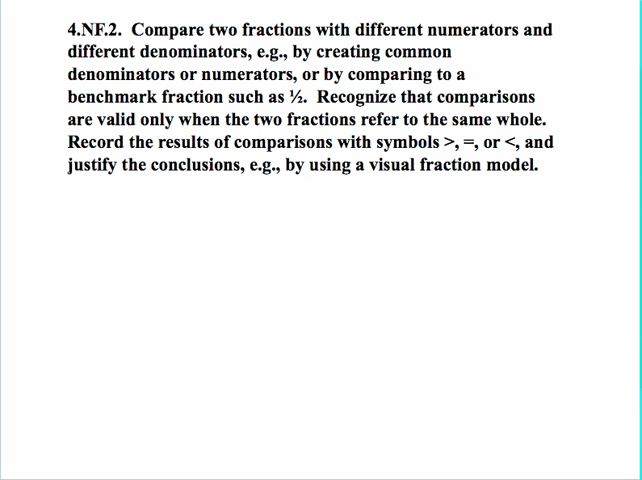 4.NF.2.  Compare two fractions with different numerators and
different denominators, e.g., by creating common
denominators or numerators, or by comparing to a
benchmark fraction such as ½.  Recognize that comparisons
are valid only when the two fractions refer to the same whole.
Record the results of comparisons with symbols >, =, or <, and
justify the conclusions, e.g., by using a visual fraction model.